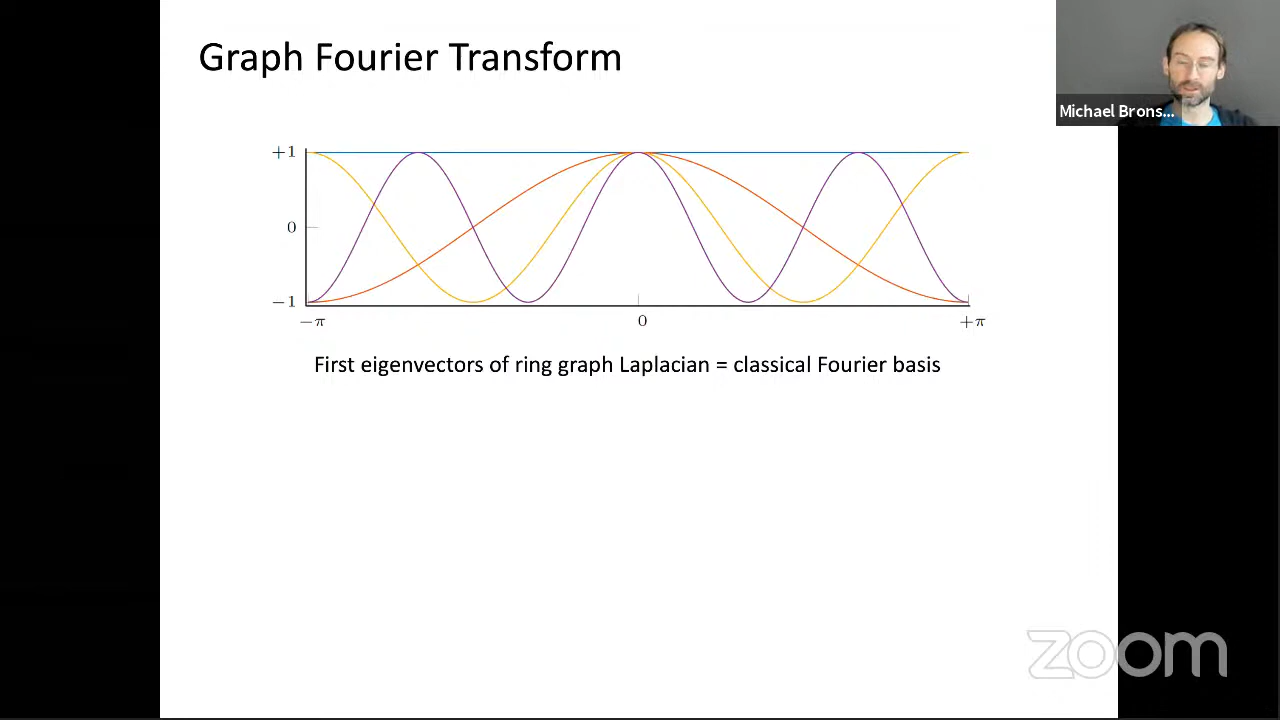 Graph Fourier Transform
Michael Brons...
+1
0
−1
−π
0
+π
First eigenvectors of ring graph Laplacian = classical Fourier basis
zoom